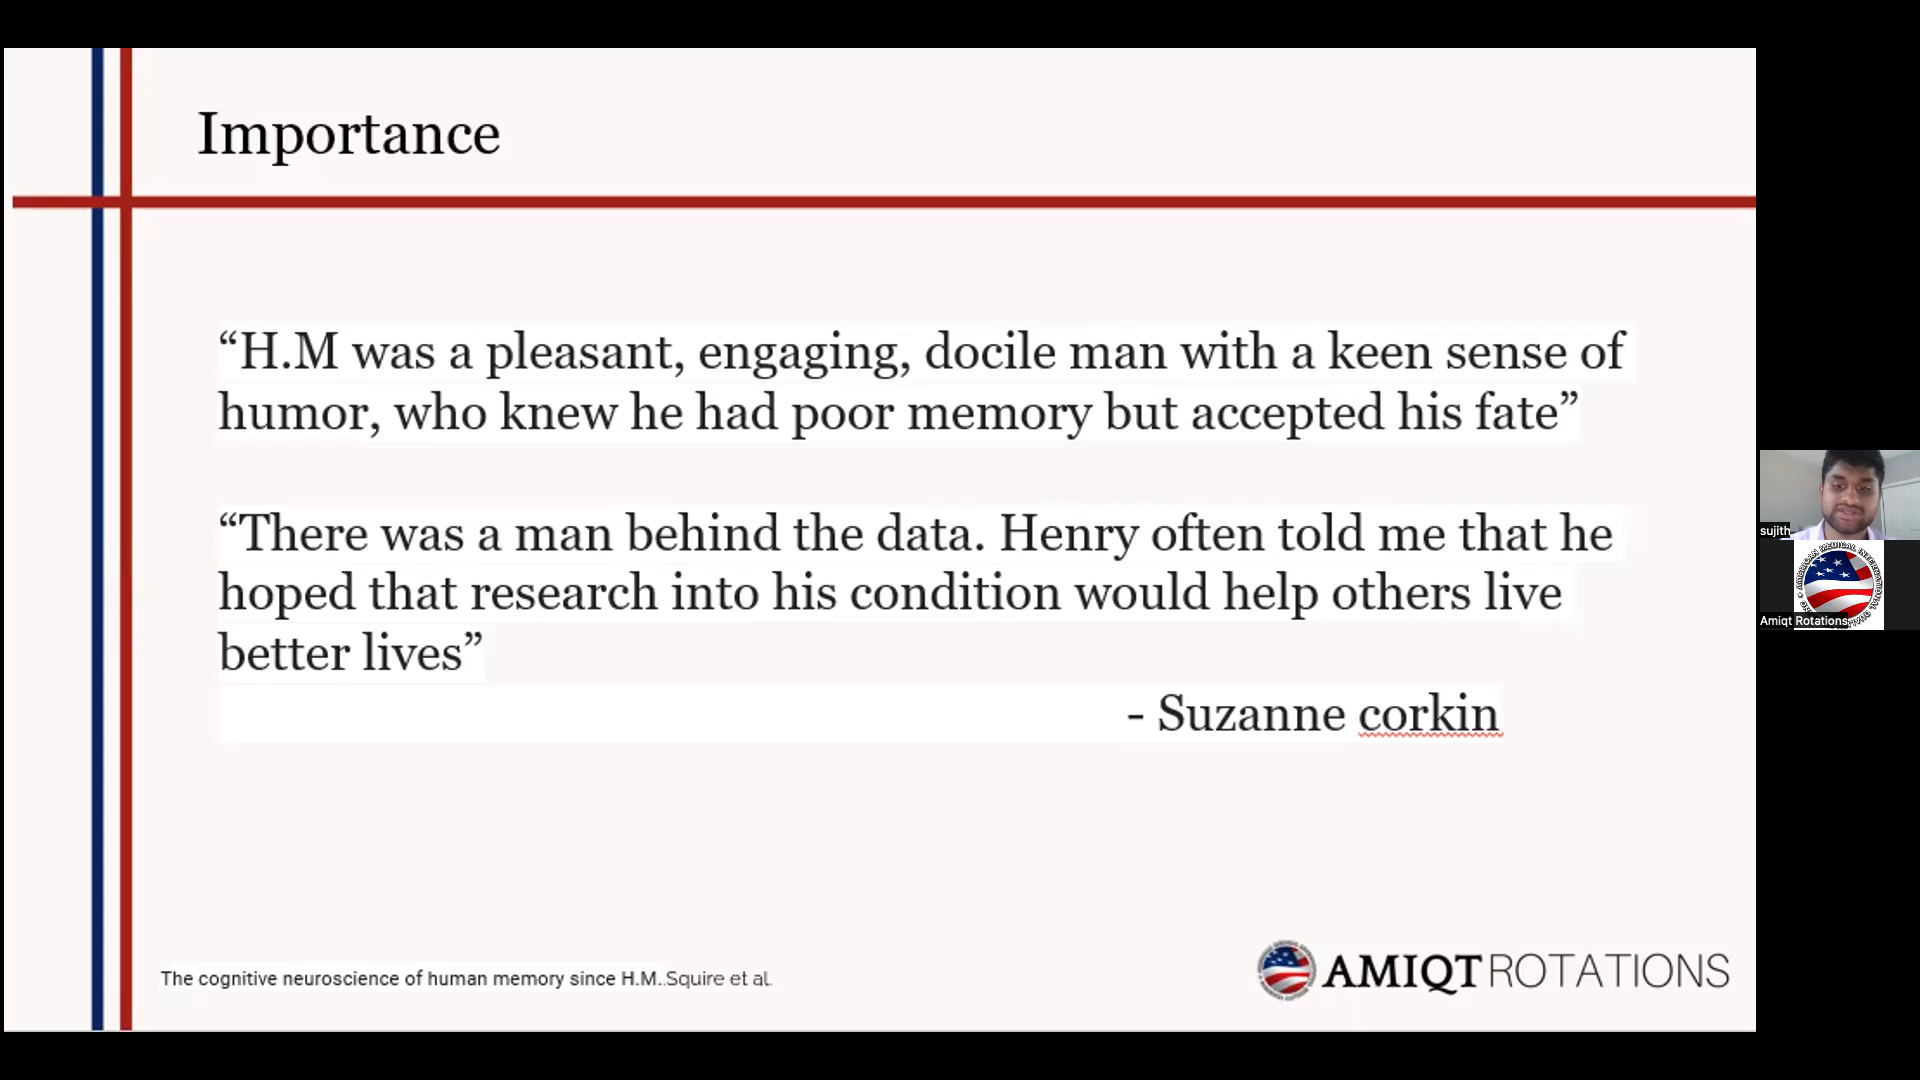 Importance
“H.M was a pleasant, engaging, docile man with a keen sense of
humor, who knew he had poor memory but accepted his fate”
“There was a man behind the data. Henry often told me that he
hoped that research into his condition would help others live
better lives”
- Suzanne corkin
sujith
Amiqt Rotations
The cognitive neuroscience of human memory since H.M..Squire et al.
AMIQT ROTATIONS